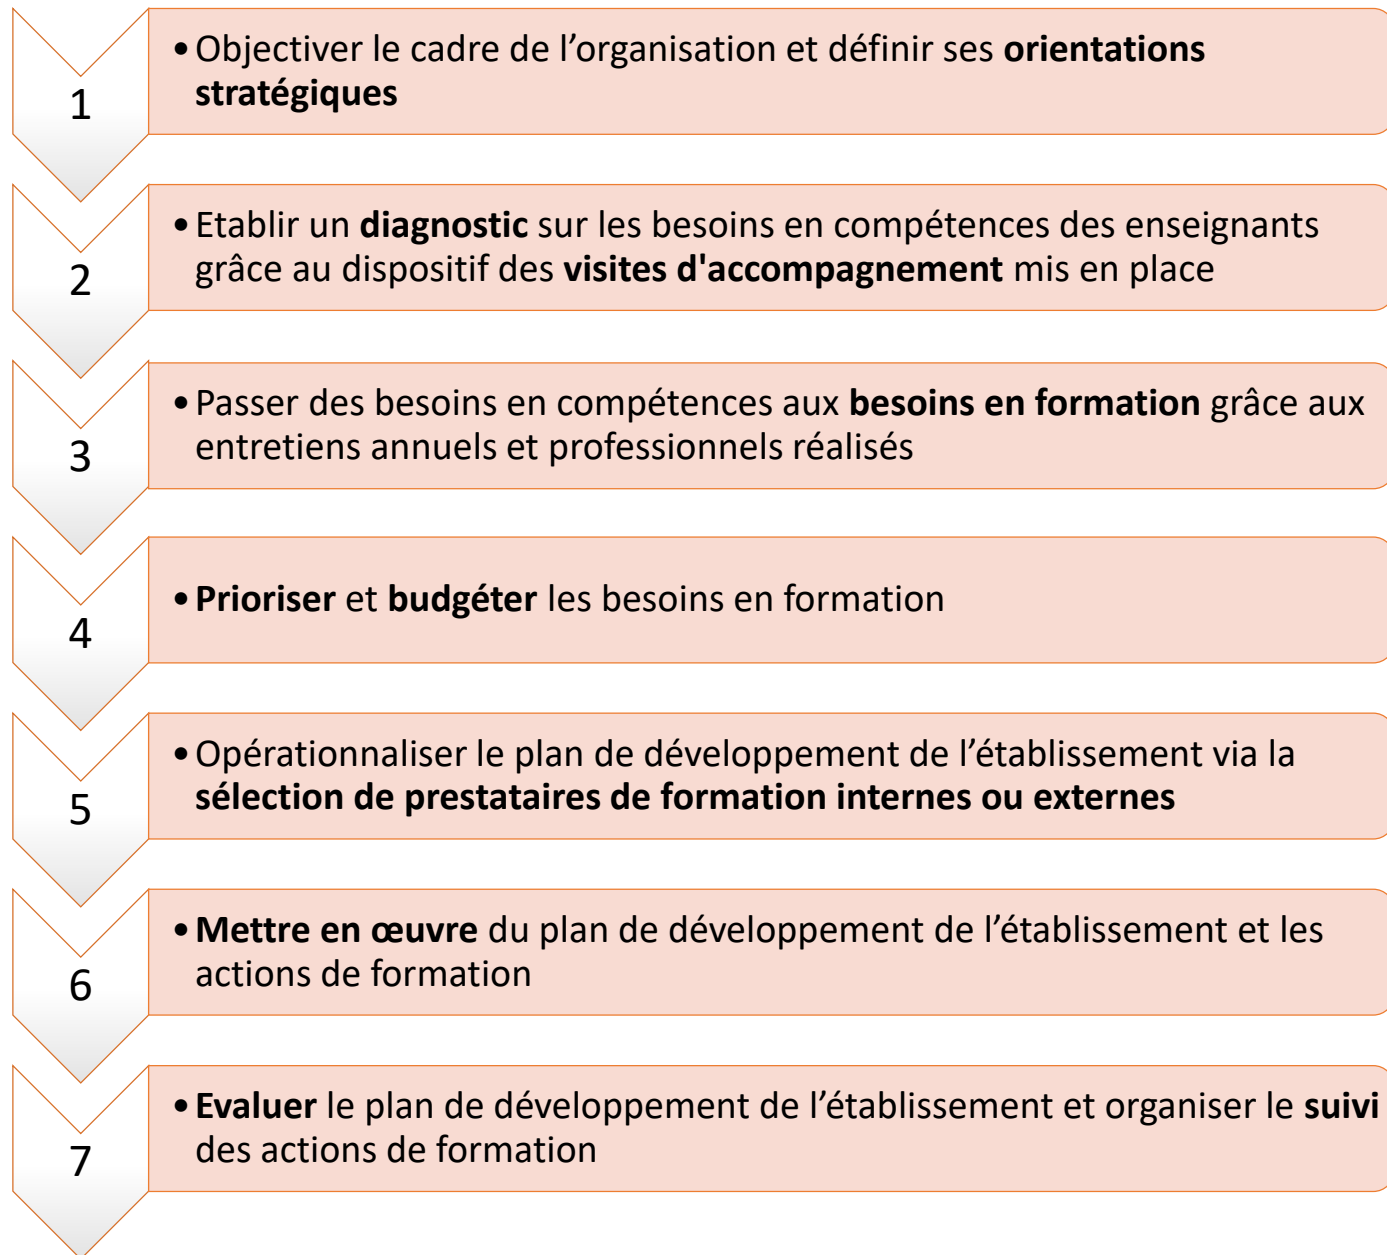 1
• Objectiver le cadre de l’organisation et définir ses orientations
stratégiques
2
• Etablir un diagnostic sur les besoins en compétences des enseignants
grâce au dispositif des visites d'accompagnement mis en place
3
• Passer des besoins en compétences aux besoins en formation grâce aux
entretiens annuels et professionnels réalisés
4
• Prioriser et budgéter les besoins en formation
5
• Opérationnaliser le plan de développement de l’établissement via la
sélection de prestataires de formation internes ou externes
6
• Mettre en œuvre du plan de développement de l’établissement et les
actions de formation
7
• Evaluer le plan de développement de l’établissement et organiser le suivi
des actions de formation